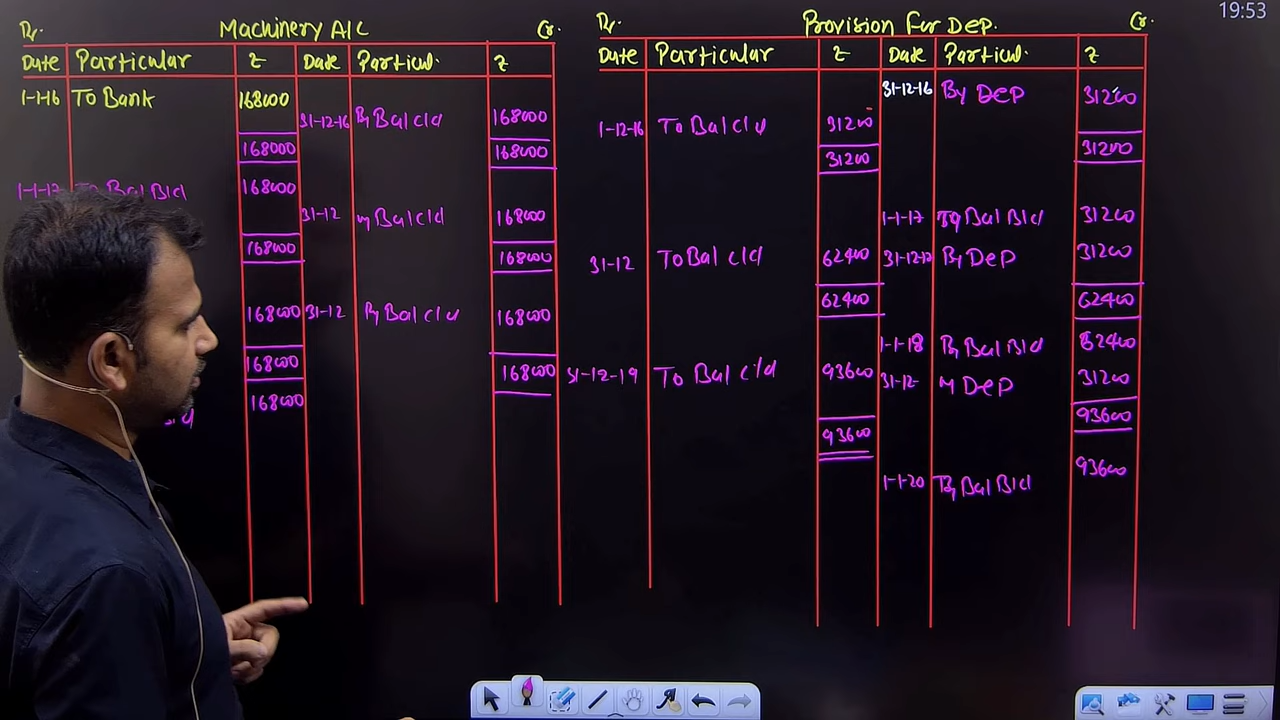 19:53
Dr. Machinery A/C Cr.
Date Particular ₹ Date Particul. ₹
1-1-16 To Bank 168000
31-12-16 By Bal c/d 168000
168000 168000
1-1-17 To Bal B/d 168000
31-12 Bal c/d 168000
168000 168000
168000 31-12 By Bal c/d 168000
168000 168000
168000
Dr. Provision for Dep. Cr.
Date Particular ₹ Date Particular ₹
31-12-16 By Dep 31200
1-12-16 To Bal c/d 31200
31200 31200
1-1-17 Bal B/d 31200
31-12 To Bal c/d 62400 31-12-17 By Dep 31200
62400 62400
1-1-18 By Bal B/d 62400
31-12-19 To Bal c/d 93600 31-12- Dep 31200
93600 93600
1-1-20 By Bal B/d 93600